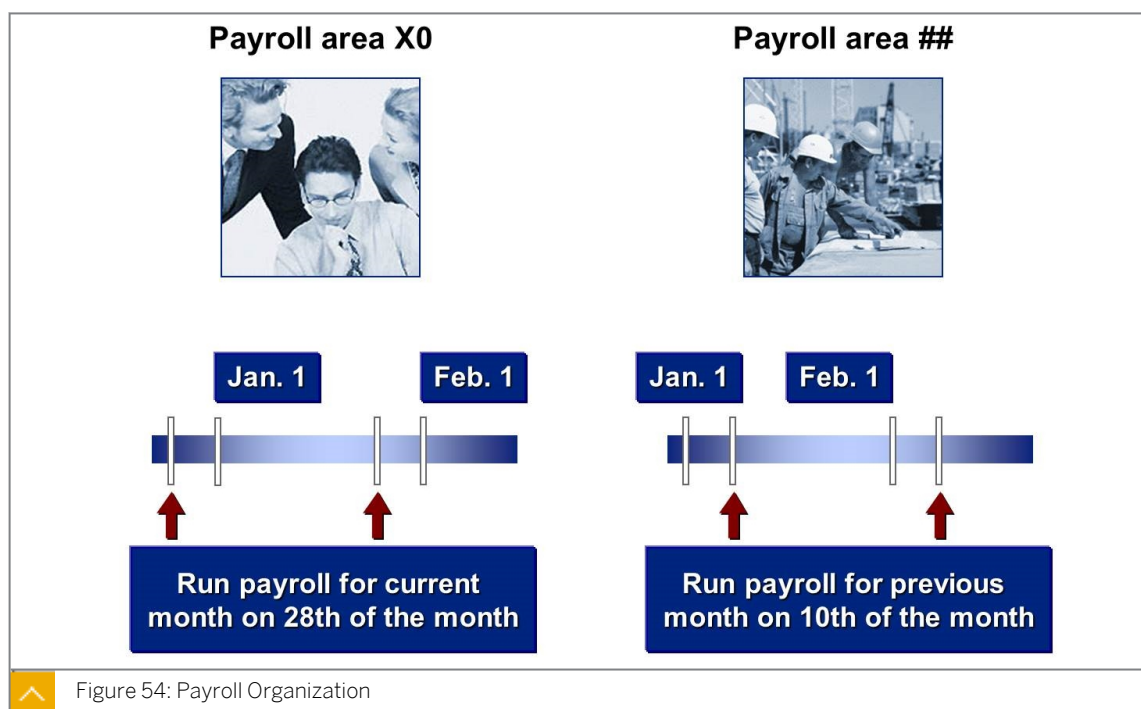 Payroll area X0
Payroll area ##
Jan. 1
Feb. 1
Jan. 1
Feb. 1
Run payroll for current
month on 28th of the month
Run payroll for previous
month on 10th of the month
Figure 54: Payroll Organization